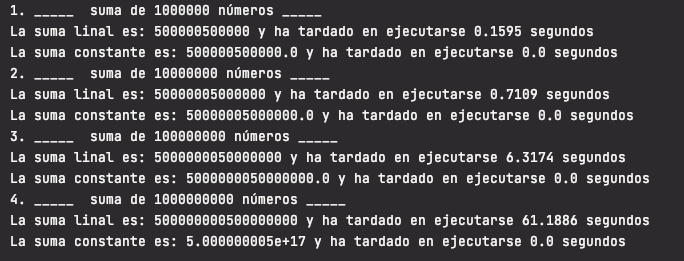 1. _____  suma de 1000000 números _____
La suma linal es: 500000500000 y ha tardado en ejecutarse 0.1595 segundos
La suma constante es: 500000500000.0 y ha tardado en ejecutarse 0.0 segundos
2. _____  suma de 10000000 números _____
La suma linal es: 50000005000000 y ha tardado en ejecutarse 0.7109 segundos
La suma constante es: 50000005000000.0 y ha tardado en ejecutarse 0.0 segundos
3. _____  suma de 100000000 números _____
La suma linal es: 5000000050000000 y ha tardado en ejecutarse 6.3174 segundos
La suma constante es: 5000000050000000.0 y ha tardado en ejecutarse 0.0 segundos
4. _____  suma de 1000000000 números _____
La suma linal es: 500000000500000000 y ha tardado en ejecutarse 61.1886 segundos
La suma constante es: 5.000000005e+17 y ha tardado en ejecutarse 0.0 segundos